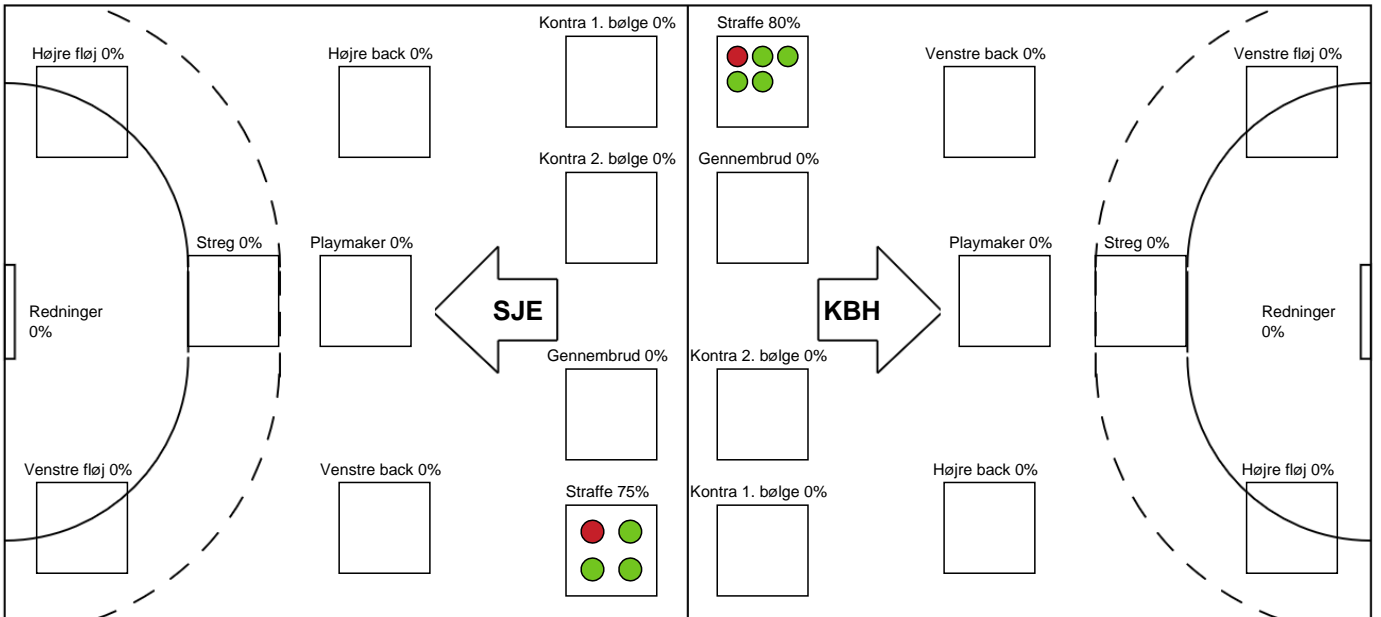 Kontra 1. bølge 0%
Straffe 80%
Højre fløj 0%
Højre back 0%
Venstre back 0%
Venstre fløj 0%
Kontra 2. bølge 0%
Gennembrud 0%
Streg 0%
Playmaker 0%
Playmaker 0%
Streg 0%
Redninger
0%
SJE
KBH
Redninger
0%
Gennembrud 0%
Kontra 2. bølge 0%
Venstre fløj 0%
Venstre back 0%
Højre back 0%
Højre fløj 0%
Straffe 75%
Kontra 1. bølge 0%